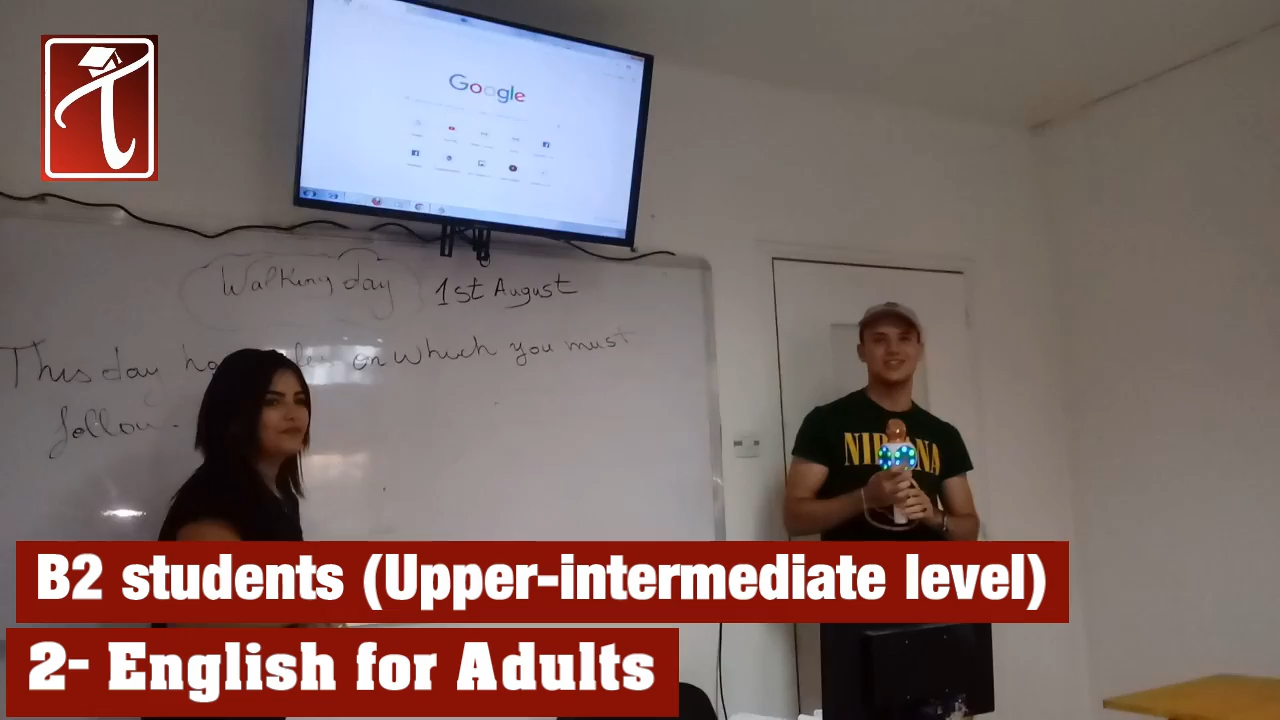 Google
Walking day 1st August
This day on which you must
follow.
NIRVANA
B2 students (Upper-intermediate level)
2- English for Adults